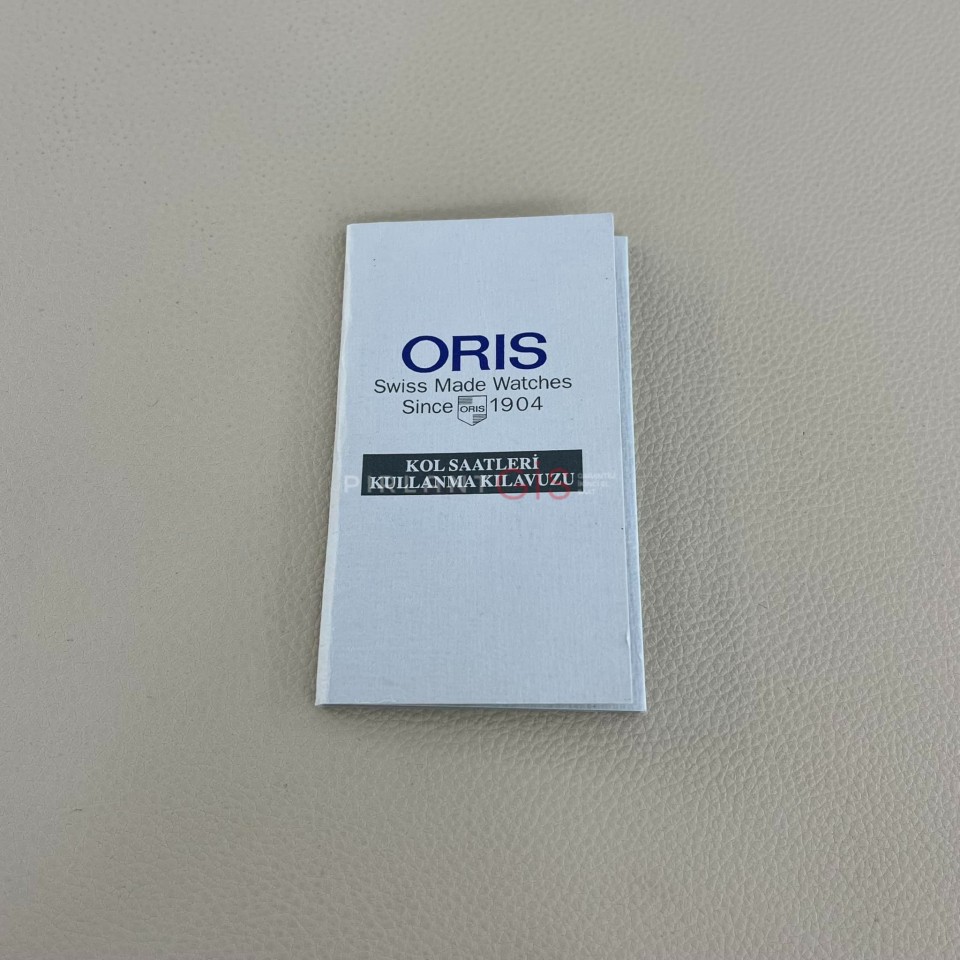 ORIS
Swiss Made Watches
Since ORIS 1904
KOL SAATLERİ
KULLANMA KILAVUZU